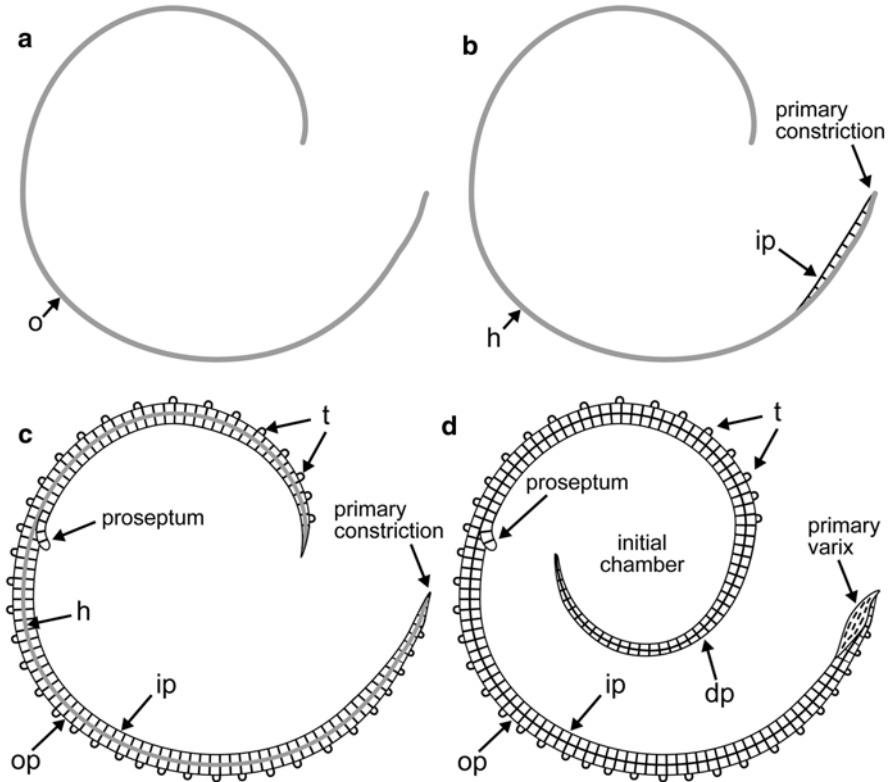 a
o
b
primary
constriction
ip
h
c
t
proseptum
primary
constriction
h
ip
op
d
t
proseptum
initial
chamber
primary
varix
dp
ip
op